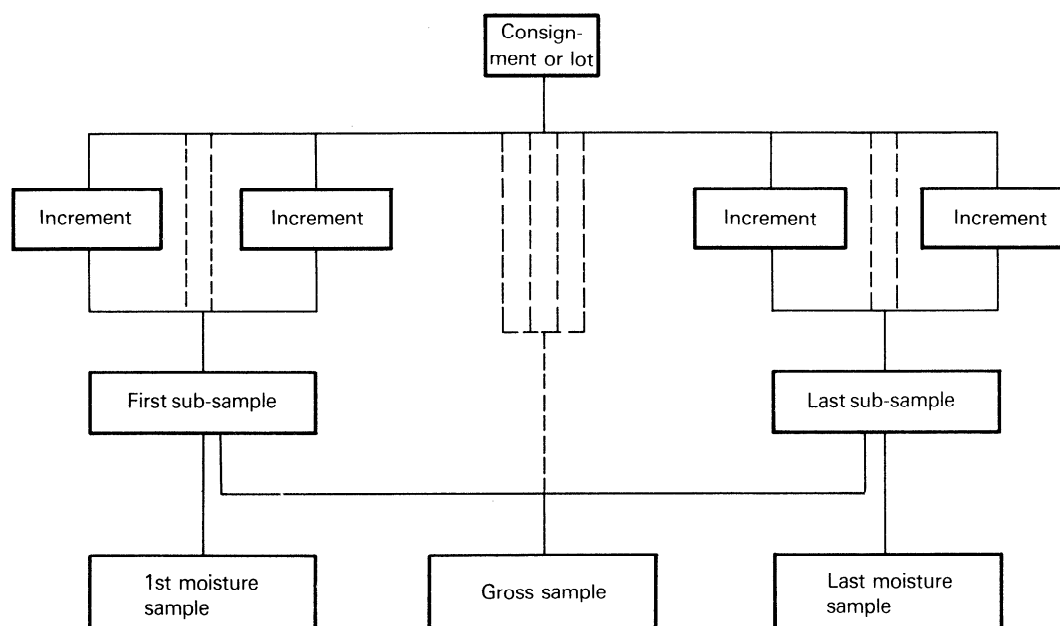 Consign-
ment or lot
Increment
Increment
Increment
Increment
First sub-sample
Last sub-sample
1st moisture
sample
Gross sample
Last moisture
sample